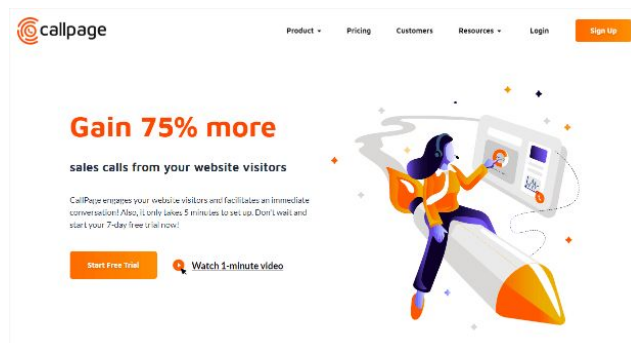 callpage
Product Pricing Customers Resources Login Sign Up
Gain 75% more
sales calls from your website visitors
CallPage engages your website visitors and facilitates an immediate
conversation! Also, it only takes 5 minutes to set up. Don't wait and
start your 7-day free trial now!
Start Free Trial Watch 1-minute video